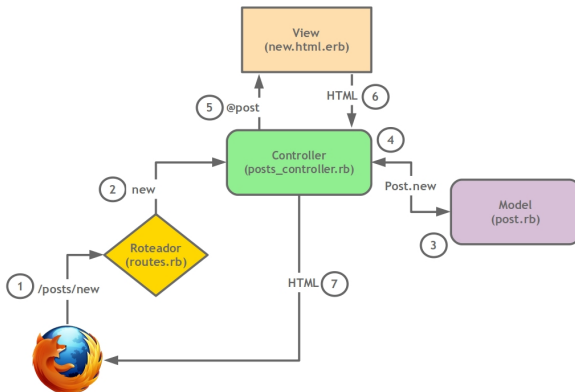 View
(new.html.erb)
5 @post
HTML 6
4
Controller
(posts_controller.rb)
2 new
Post.new
Model
(post.rb)
3
Roteador
(routes.rb)
1 /posts/new
HTML 7